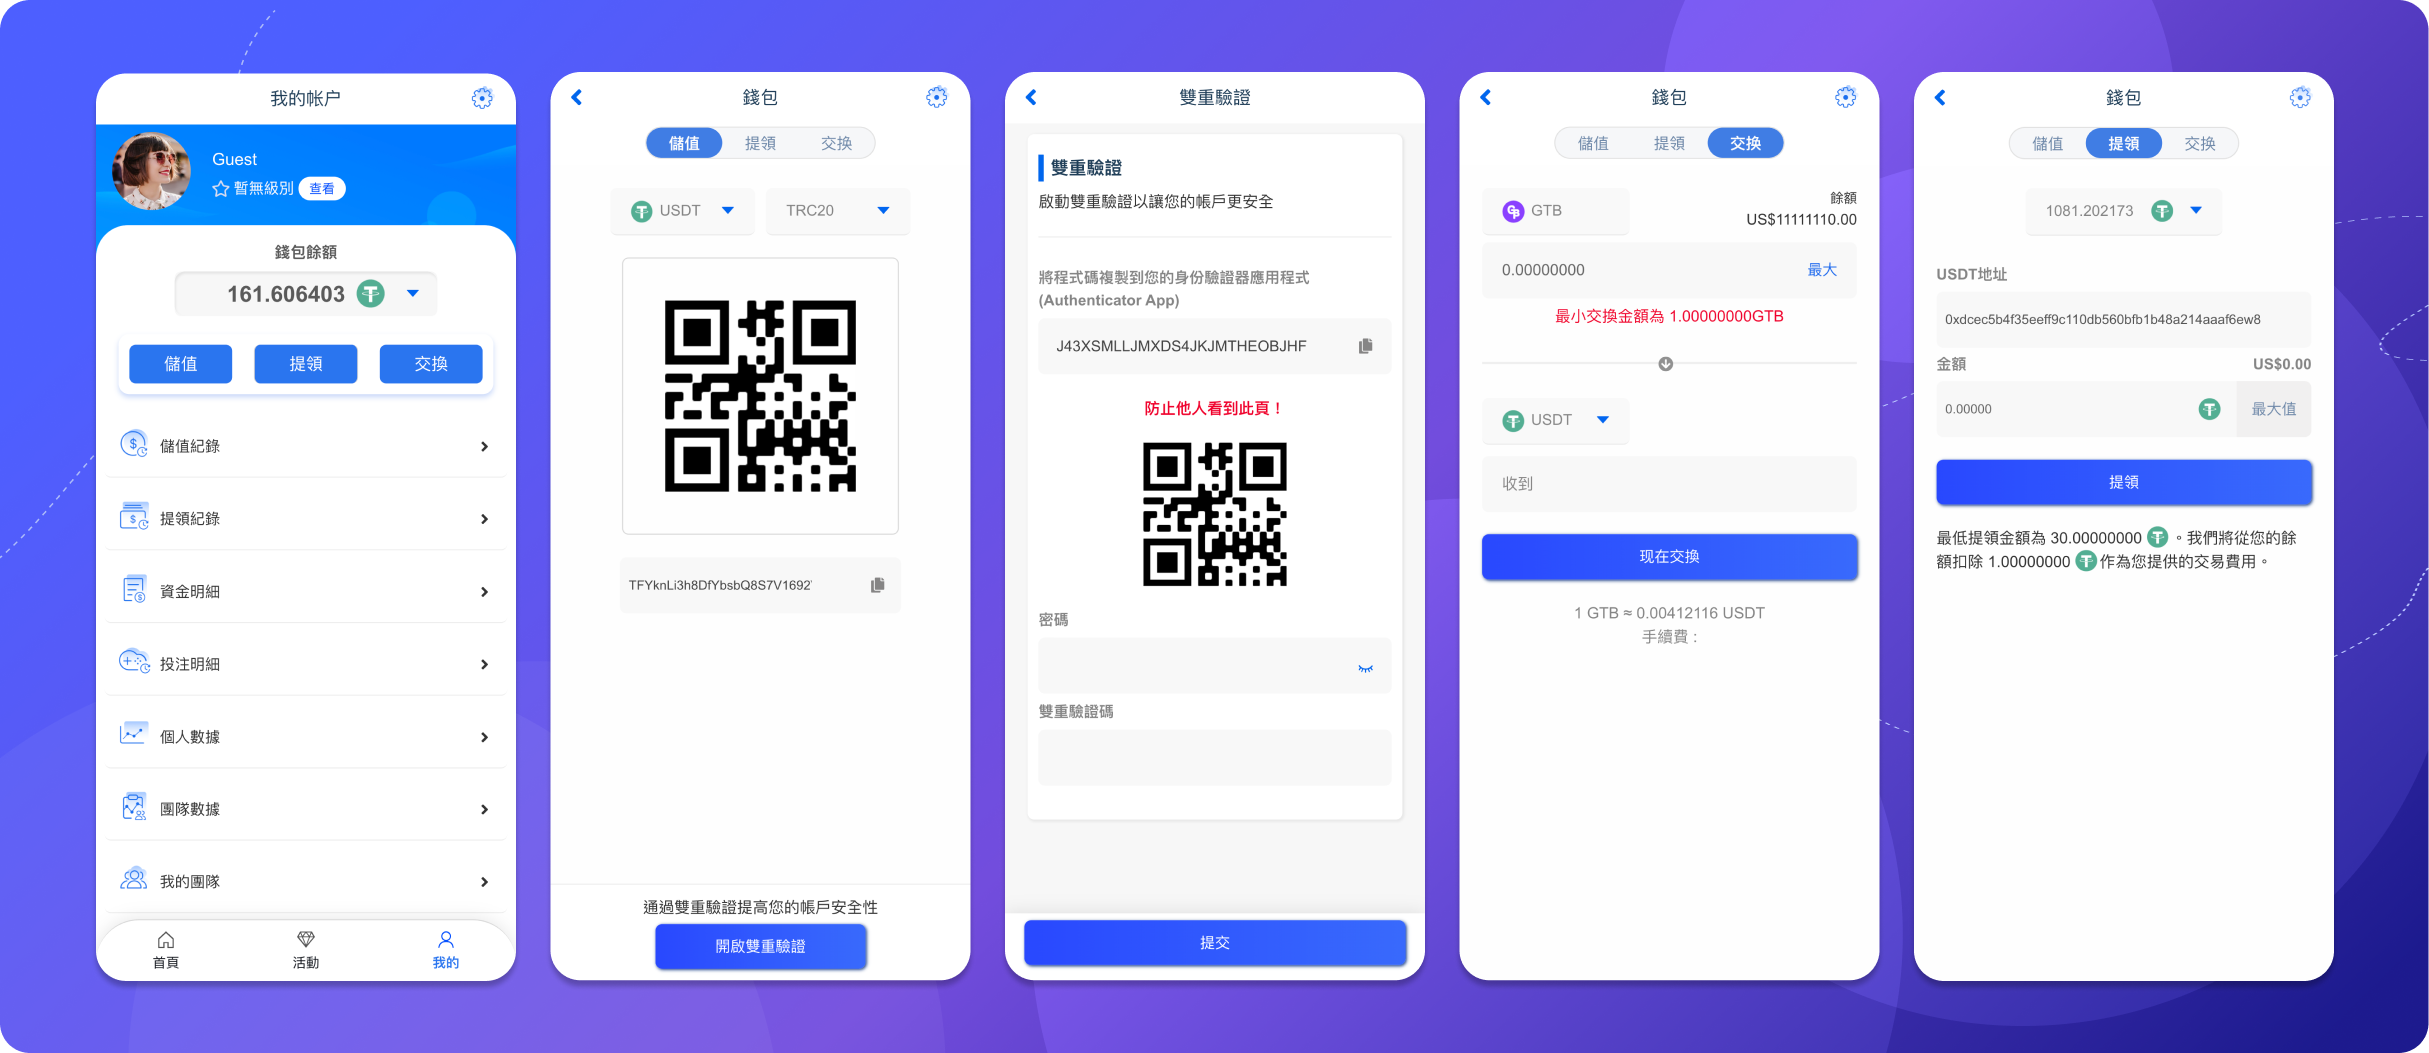 我的帐户
Guest
暫無級別 查看
錢包餘額
161.606403
儲值 提領 交換
儲值紀錄
提領紀錄
資金明細
投注明細
個人數據
團隊數據
我的團隊
首頁 活動 我的
錢包
儲值 提領 交換
USDT TRC20
TFYknLi3h8DfYbsbQ8S7V1692
通過雙重驗證提高您的帳戶安全性
開啟雙重驗證
雙重驗證
雙重驗證
啟動雙重驗證以讓您的帳戶更安全
將程式碼複製到您的身份驗證器應用程式
(Authenticator App)
J43XSMLLJMXDS4JKJMTHEOBJHF
防止他人看到此頁！
密碼
雙重驗證碼
提交
錢包
儲值 提領 交換
GTB
餘額
US$11111110.00
0.00000000 最大
最小交換金額為 1.00000000GTB
USDT
收到
现在交換
1 GTB ≈ 0.00412116 USDT
手續費：
錢包
儲值 提領 交換
1081.202173
USDT地址
0xdcec5b4f35eeff9c110db560bfb1b48a214aaaf6ew8
金額 US$0.00
0.00000 最大值
提領
最低提領金額為 30.00000000 。我們將從您的餘
額扣除 1.00000000 作為您提供的交易費用。